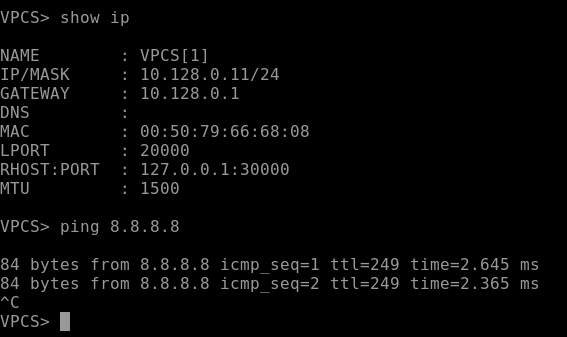 VPCS> show ip
NAME        : VPCS[1]
IP/MASK     : 10.128.0.11/24
GATEWAY     : 10.128.0.1
DNS         :
MAC         : 00:50:79:66:68:08
LPORT       : 20000
RHOST:PORT  : 127.0.0.1:30000
MTU         : 1500
VPCS> ping 8.8.8.8
84 bytes from 8.8.8.8 icmp_seq=1 ttl=249 time=2.645 ms
84 bytes from 8.8.8.8 icmp_seq=2 ttl=249 time=2.365 ms
^C
VPCS>